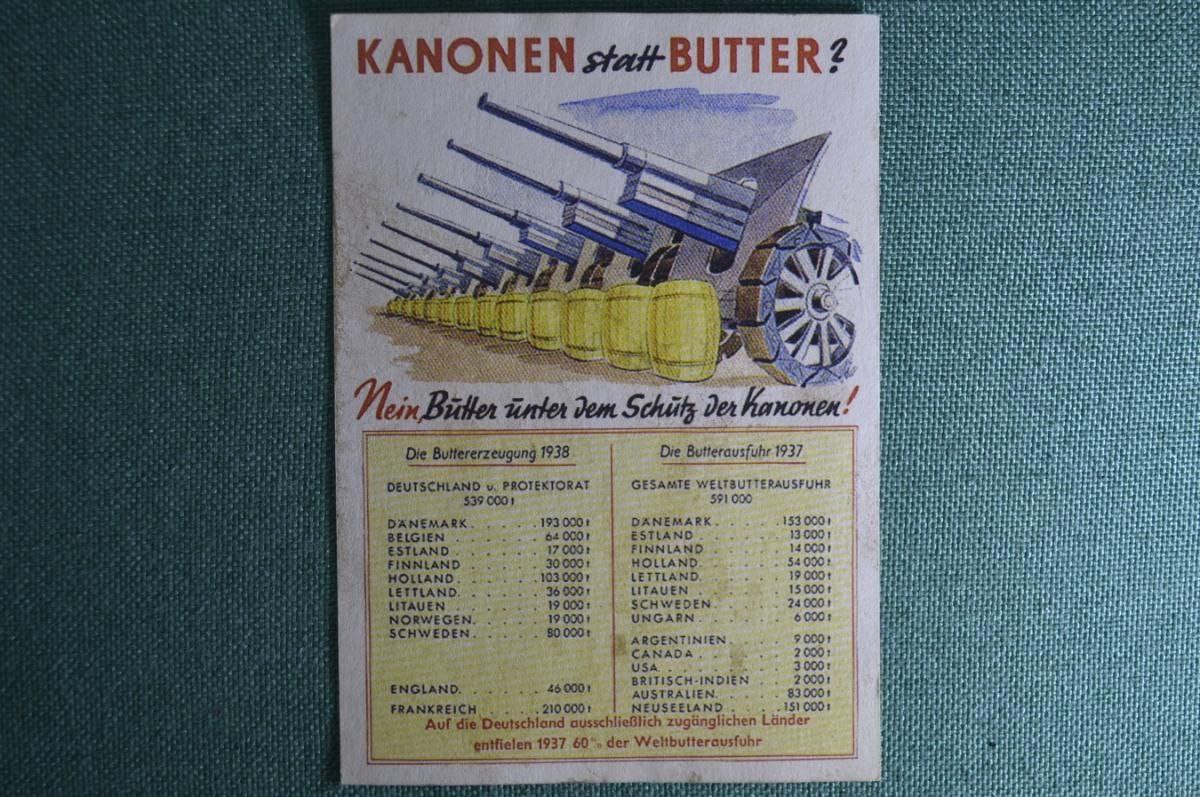 KANONEN statt BUTTER?
Nein, Butter unter dem Schutz der Kanonen!
Die Buttererzeugung 1938
DEUTSCHLAND u. PROTEKTORAT
539 000 t
DÄNEMARK . . . . . 193 000 t
BELGIEN . . . . . . 64 000 t
ESTLAND . . . . . . 17 000 t
FINNLAND . . . . . 30 000 t
HOLLAND . . . . . . 103 000 t
LETTLAND . . . . . 36 000 t
LITAUEN . . . . . . 19 000 t
NORWEGEN . . . . . 19 000 t
SCHWEDEN . . . . . 80 000 t
ENGLAND . . . . . . 46 000 t
FRANKREICH . . . . 210 000 t
Die Butterausfuhr 1937
GESAMTE WELTBUTTERAUSFUHR
591 000
DÄNEMARK . . . . . 153 000 t
ESTLAND . . . . . . 13 000 t
FINNLAND . . . . . 14 000 t
HOLLAND . . . . . . 54 000 t
LETTLAND . . . . . 19 000 t
LITAUEN . . . . . . 15 000 t
SCHWEDEN . . . . . 24 000 t
UNGARN . . . . . . 6 000 t
ARGENTINIEN . . . . 9 000 t
CANADA . . . . . . 2 000 t
USA . . . . . . . . 3 000 t
BRITISCH-INDIEN . . 2 000 t
AUSTRALIEN . . . . 83 000 t
NEUSEELAND . . . . 151 000 t
Auf die Deutschland ausschließlich zugänglichen Länder
entfielen 1937 60% der Weltbutterausfuhr